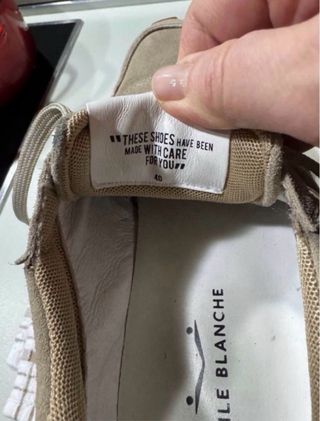 "THESE SHOES HAVE BEEN
MADE WITH CARE
FOR YOU"
40
ILE BLANCHE